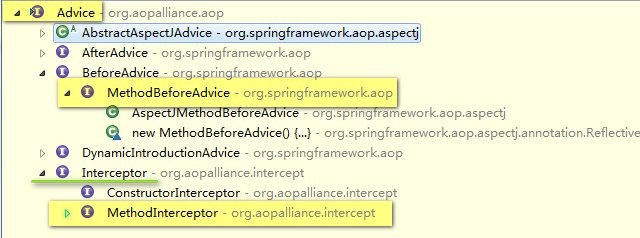 Advice - org.aopalliance.aop
AbstractAspectJAdvice - org.springframework.aop.aspectj
AfterAdvice - org.springframework.aop
BeforeAdvice - org.springframework.aop
MethodBeforeAdvice - org.springframework.aop
AspectJMethodBeforeAdvice - org.springframework.aop.aspectj
new MethodBeforeAdvice() {...} - org.springframework.aop.aspectj.annotation.Reflective
DynamicIntroductionAdvice - org.springframework.aop
Interceptor - org.aopalliance.intercept
ConstructorInterceptor - org.aopalliance.intercept
MethodInterceptor - org.aopalliance.intercept